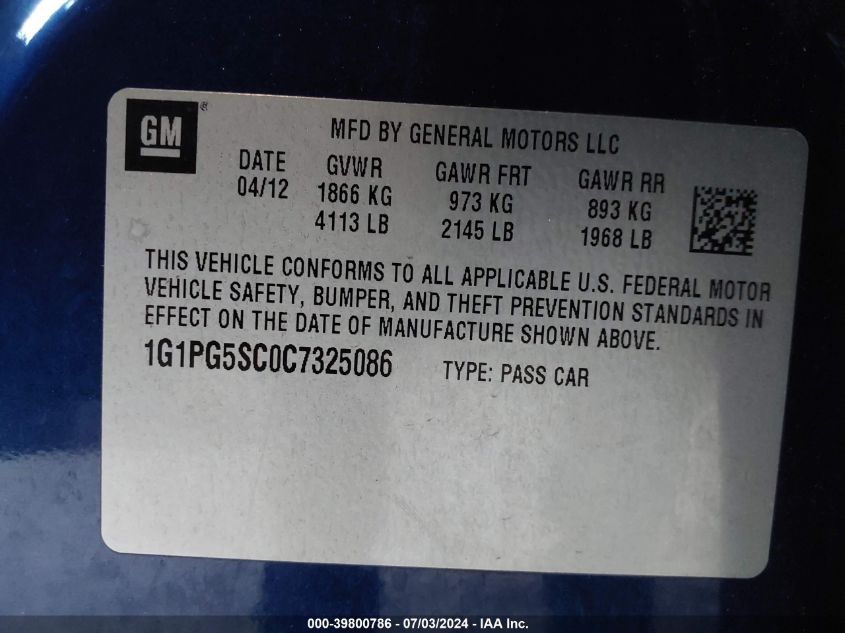 GM ®
MFD BY GENERAL MOTORS LLC
DATE GVWR GAWR FRT GAWR RR
04/12 1866 KG 973 KG 893 KG
4113 LB 2145 LB 1968 LB
THIS VEHICLE CONFORMS TO ALL APPLICABLE U.S. FEDERAL MOTOR
VEHICLE SAFETY, BUMPER, AND THEFT PREVENTION STANDARDS IN
EFFECT ON THE DATE OF MANUFACTURE SHOWN ABOVE.
1G1PG5SC0C7325086 TYPE: PASS CAR
000-39800786 - 07/03/2024 - IAA Inc.